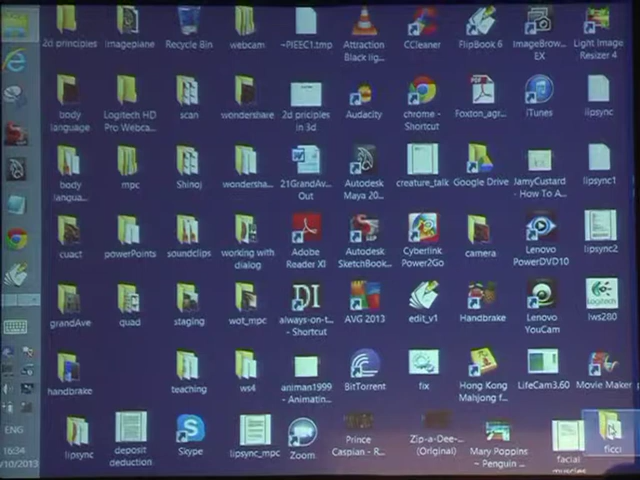 2d principles
imageplane
Recycle Bin
webcam
~PIEEC1.tmp
Attraction
Black lig...
CCleaner
FlipBook 6
ImageBrow...
EX
Light Image
Resizer 4
body
language
Logitech HD
Pro Webca...
scan
wondershare
2d priciples
in 3d
Audacity
chrome -
Shortcut
Foxton_agr...
iTunes
lipsync
body
langua...
mpc
Shinoj
wondersha...
21GrandAv...
Out
Autodesk
Maya 20...
creature_talk
Google Drive
JamyCustard
- How To A...
lipsync1
cuact
powerPoints
soundclips
working with
dialog
Adobe
Reader XI
Autodesk
SketchBook...
Cyberlink
Power2Go
camera
Lenovo
PowerDVD10
lipsync2
grandAve
quad
staging
wot_mpc
DI
always-on-t...
- Shortcut
AVG 2013
edit_v1
Handbrake
Lenovo
YouCam
Logitech
lws280
handbrake
teaching
ws4
animan1999
- Animatin...
BitTorrent
fix
Hong Kong
Mahjong f...
LifeCam3.60
Movie Maker
lipsync
deposit
deduction
Skype
lipsync_mpc
Zoom
Prince
Caspian - R...
Zip-a-Dee-...
(Original)
Mary Poppins
- Penguin ...
facial
muscles
ficci
ENG
16:34
/10/2013